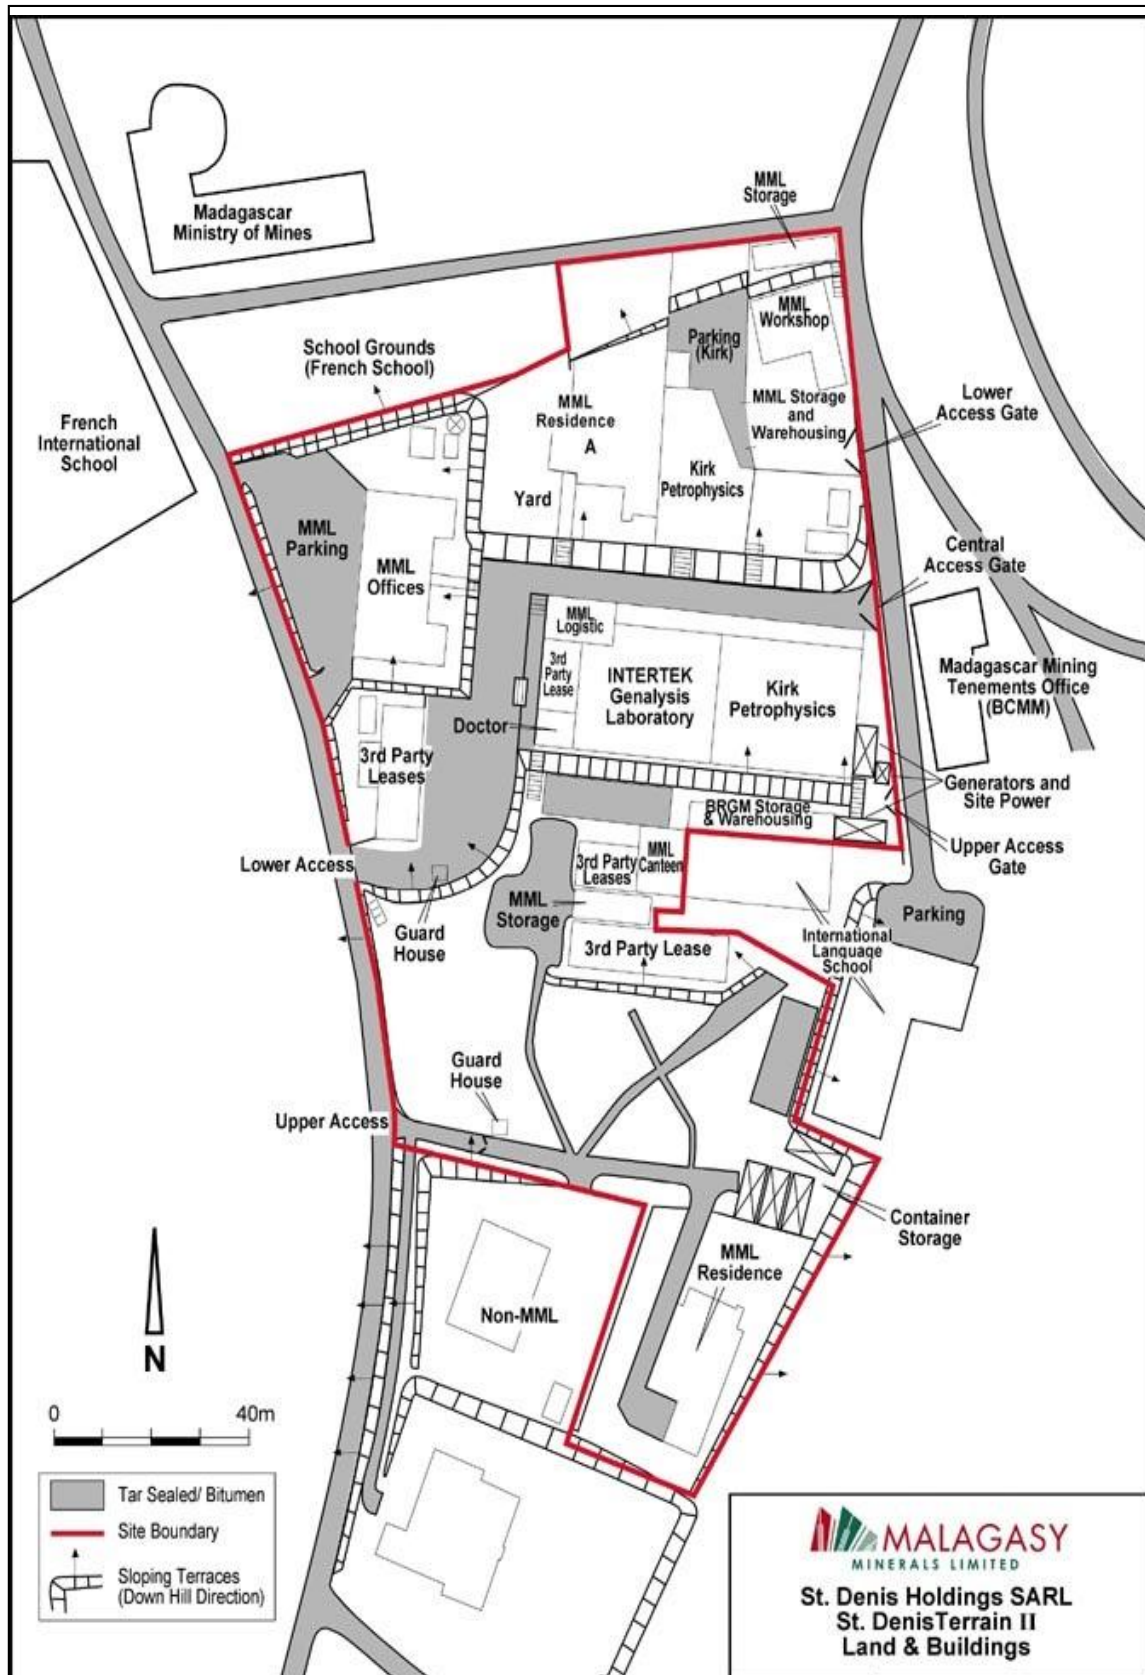 MML
Storage
Madagascar
Ministry of Mines
MML
Workshop
Parking
(Kirk)
School Grounds
(French School)
MML Storage
and
Warehousing
Lower
Access Gate
French
International
School
MML
Residence
A
Kirk
Petrophysics
Yard
MML
Parking
MML
Offices
Central
Access Gate
MML
Logistic
3rd
Party
Lease
INTERTEK
Genalysis
Laboratory
Kirk
Petrophysics
Madagascar Mining
Tenements Office
(BCMM)
Doctor
3rd Party
Leases
Generators and
Site Power
BRGM Storage
& Warehousing
Upper Access
Gate
Lower Access
3rd Party
Leases
MML
Canteen
MML
Storage
Parking
Guard
House
3rd Party Lease
International
Language
School
Guard
House
Upper Access
Container
Storage
MML
Residence
Non-MML
N
0 40m
Tar Sealed/ Bitumen
Site Boundary
Sloping Terraces
(Down Hill Direction)
MALAGASY
MINERALS LIMITED
St. Denis Holdings SARL
St. DenisTerrain II
Land & Buildings